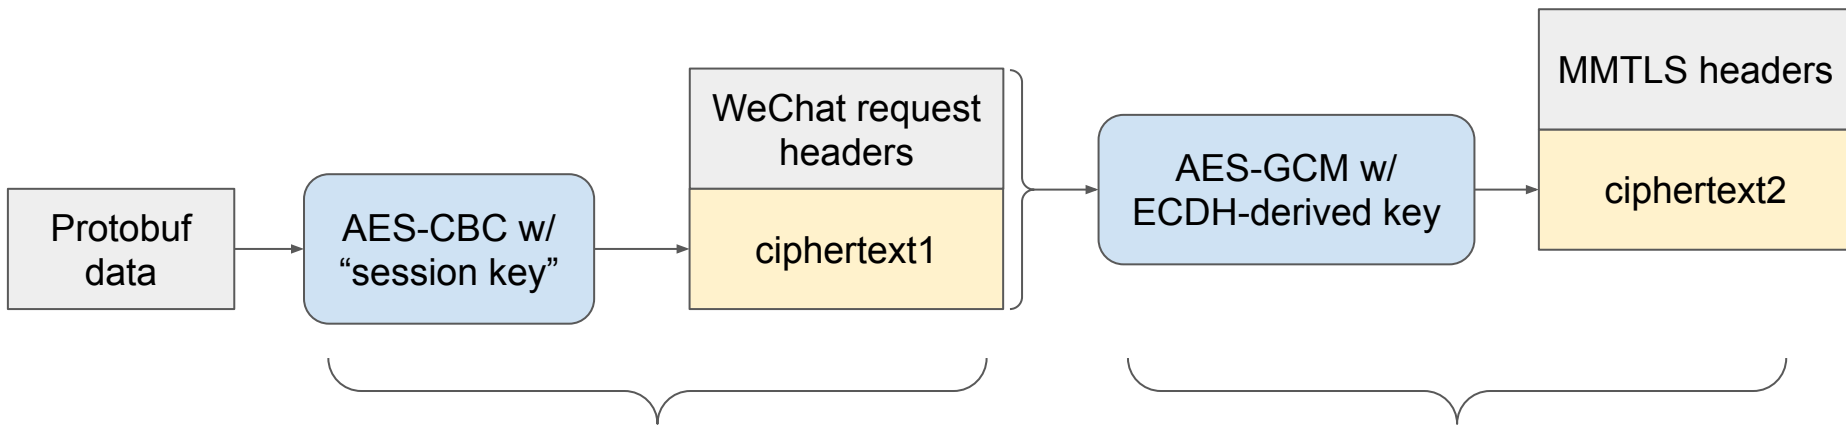 Protobuf
data
AES-CBC w/
“session key”
WeChat request
headers
ciphertext1
AES-GCM w/
ECDH-derived key
MMTLS headers
ciphertext2